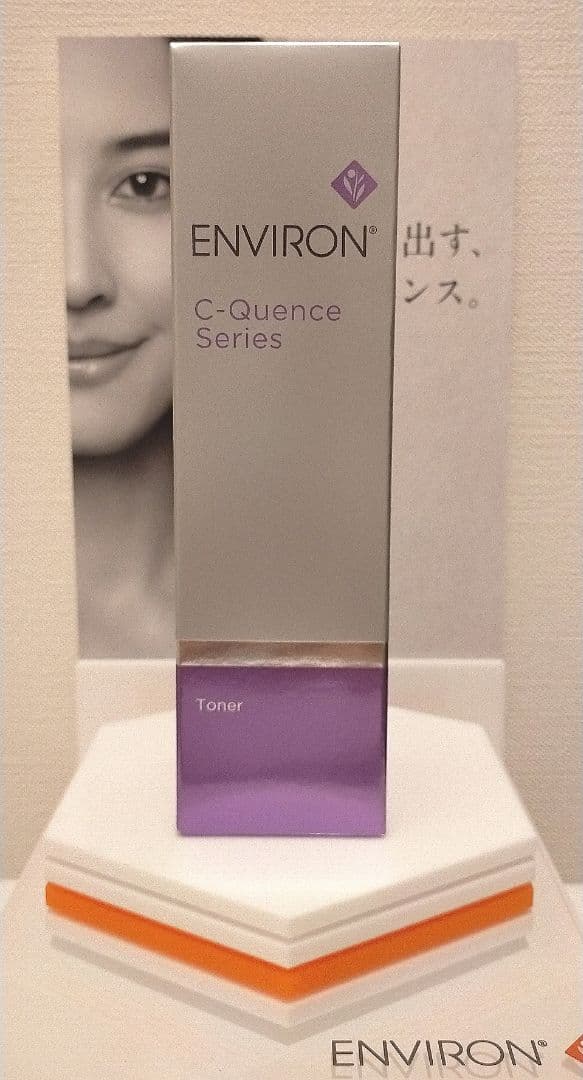 ENVIRON®
出す、
ンス。
C-Quence
Series
Toner
ENVIRON®